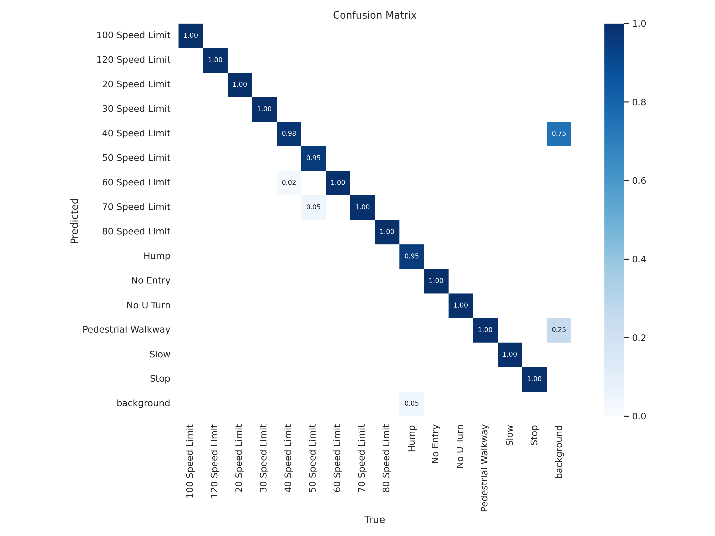 Confusion Matrix
Predicted
100 Speed Limit 1.00
120 Speed Limit 1.00
20 Speed Limit 1.00
30 Speed Limit 1.00
40 Speed Limit 0.98 0.75
50 Speed Limit 0.95
60 Speed Limit 0.02 1.00
70 Speed Limit 0.05 1.00
80 Speed Limit 1.00
Hump 0.95
No Entry 1.00
No U Turn 1.00
Pedestrial Walkway 1.00 0.25
Slow 1.00
Stop 1.00
background 0.05
100 Speed Limit
120 Speed Limit
20 Speed Limit
30 Speed Limit
40 Speed Limit
50 Speed Limit
60 Speed Limit
70 Speed Limit
80 Speed Limit
Hump
No Entry
No U Turn
Pedestrial Walkway
Slow
Stop
background
True
1.0
0.8
0.6
0.4
0.2
0.0